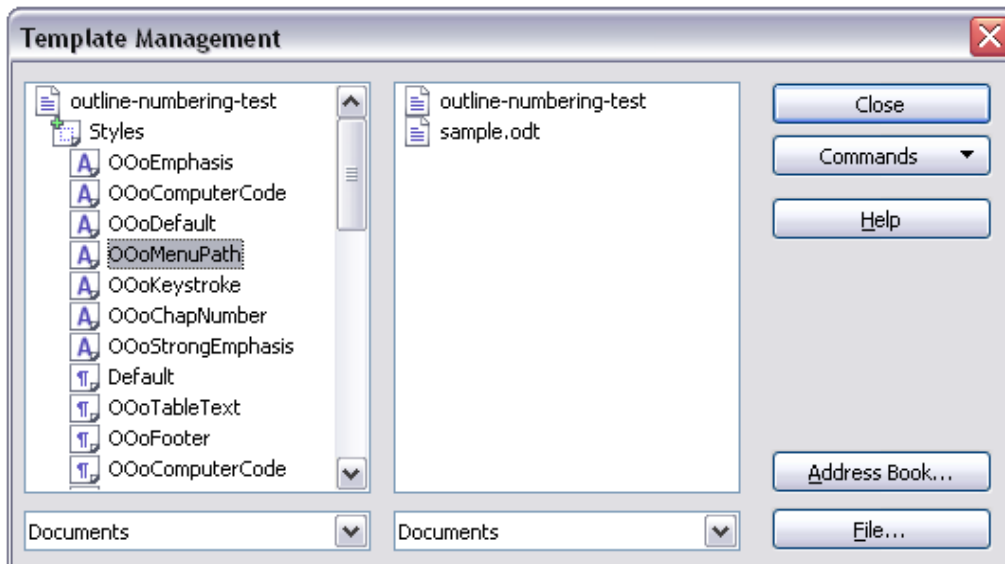 Template Management
outline-numbering-test
Styles
OOoEmphasis
OOoComputerCode
OOoDefault
OOoMenuPath
OOoKeystroke
OOoChapNumber
OOoStrongEmphasis
Default
OOoTableText
OOoFooter
OOoComputerCode
Documents
outline-numbering-test
sample.odt
Documents
Close
Commands
Help
Address Book...
File...